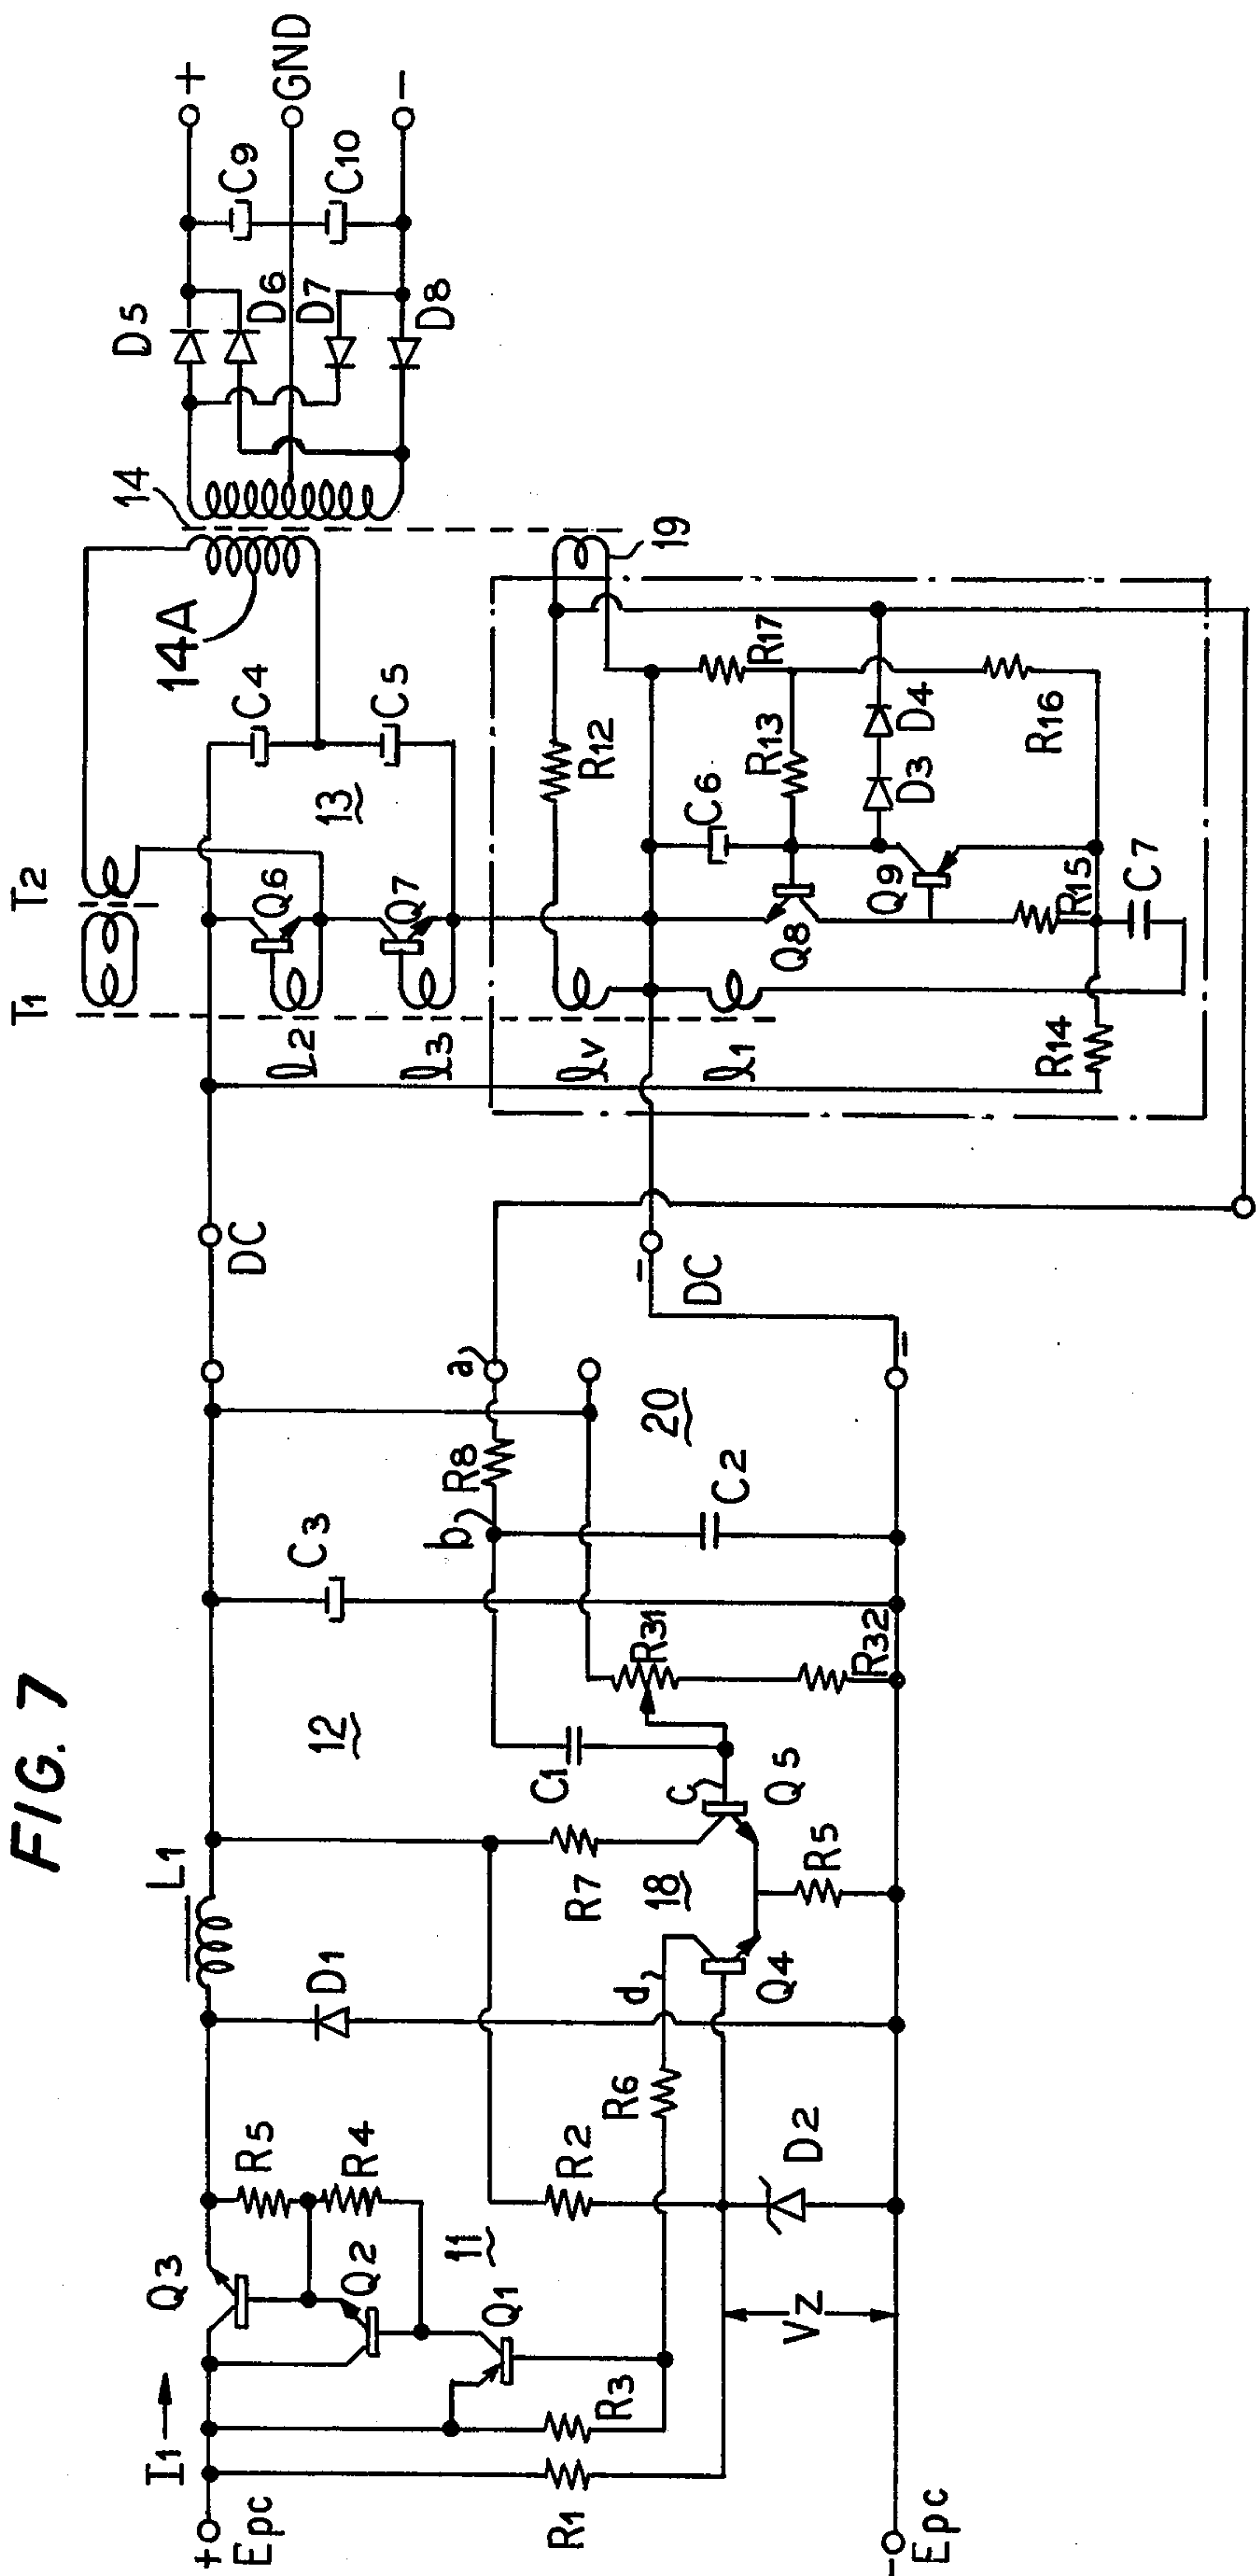 FIG. 7
I1
+
Epc
R1
R3
Q3
Q2
Q1
11
R5
R4
VZ
R2
D2
R6
d
D1
L1
Q4
18
R5
R7
Q5
C
C1
12
R31
R32
C3
b
R8
a
C2
20
DC
-
DC
-
-
Epc
T1
T2
l2
l3
lv
l1
Q6
Q7
13
C4
C5
14A
14
R12
19
C6
R13
R17
Q8
Q9
D3
D4
R16
R15
C7
R14
D5
D6
D7
D8
C9
C10
+
GND
-